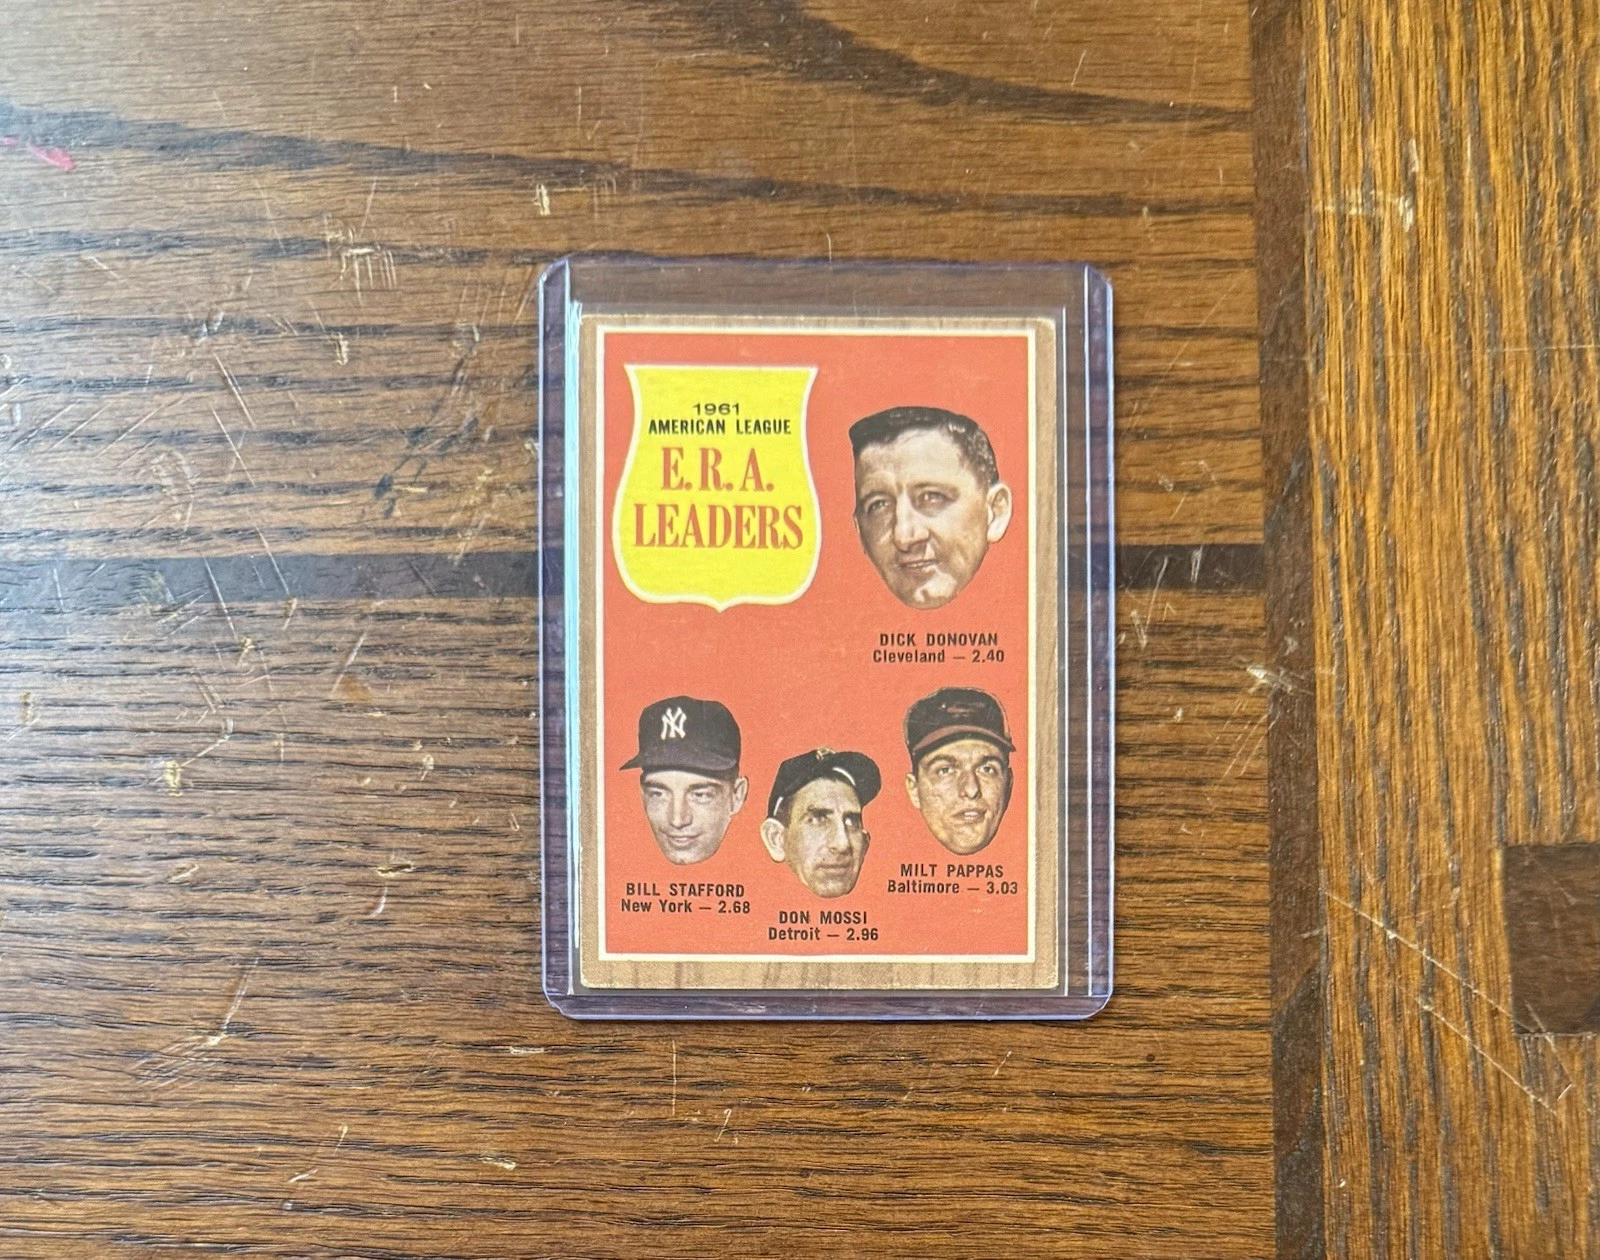 1961
AMERICAN LEAGUE
E.R.A.
LEADERS
DICK DONOVAN
Cleveland — 2.40
NY
BILL STAFFORD
New York — 2.68
DON MOSSI
Detroit — 2.96
MILT PAPPAS
Baltimore — 3.03